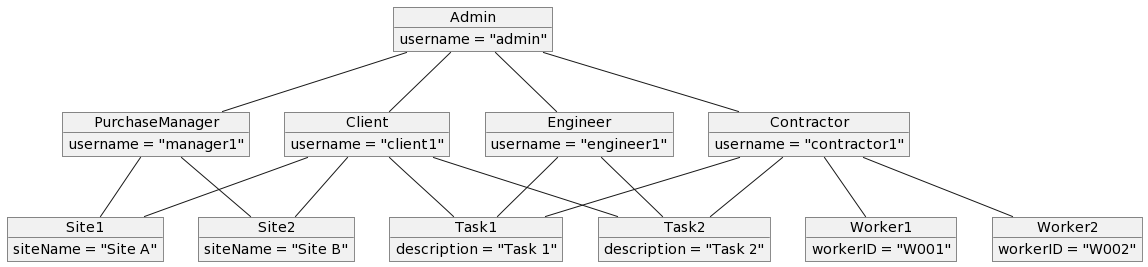 Admin
username = "admin"
PurchaseManager
username = "manager1"
Client
username = "client1"
Engineer
username = "engineer1"
Contractor
username = "contractor1"
Site1
siteName = "Site A"
Site2
siteName = "Site B"
Task1
description = "Task 1"
Task2
description = "Task 2"
Worker1
workerID = "W001"
Worker2
workerID = "W002"